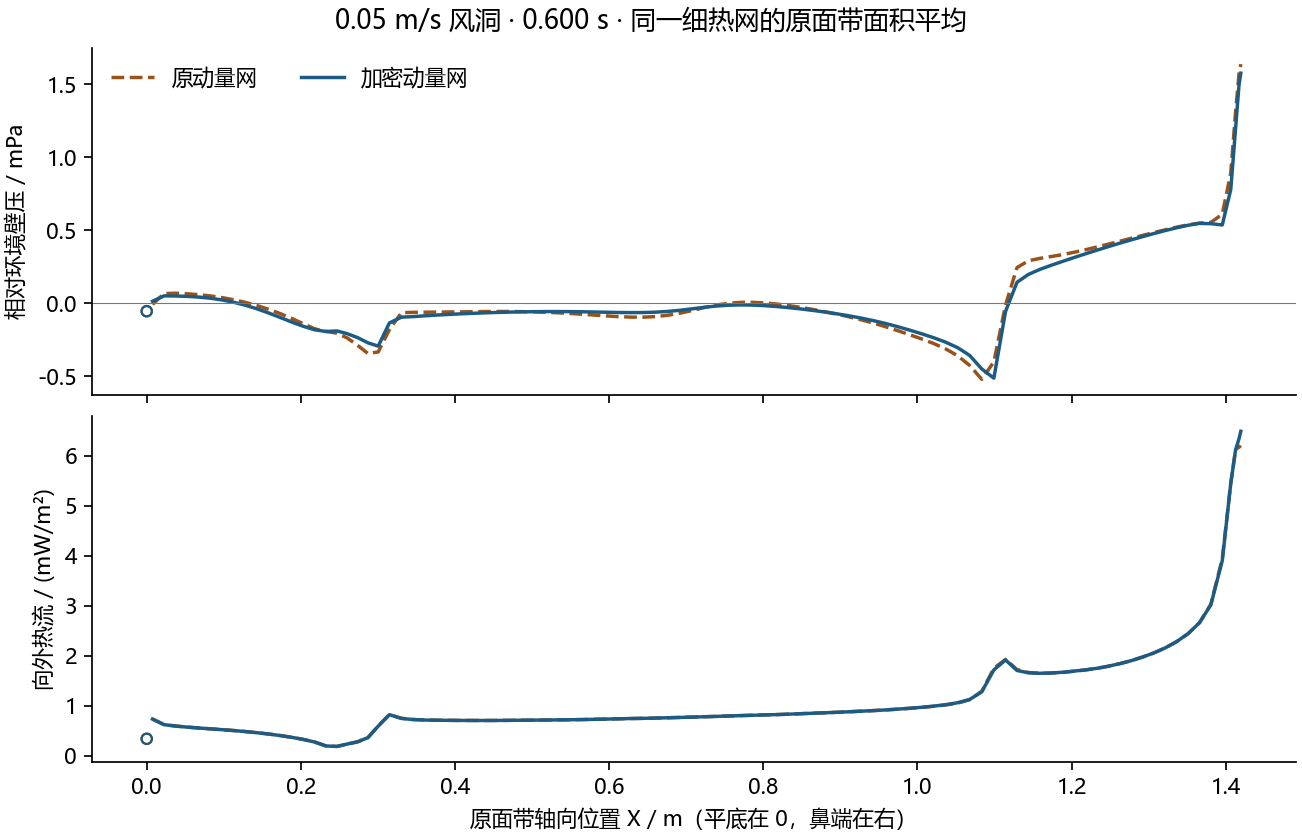 0.05 m/s 风洞 · 0.600 s · 同一细热网的原面带面积平均
原动量网
加密动量网
相对环境壁压 / mPa
1.5
1.0
0.5
0.0
-0.5
向外热流 / (mW/m²)
6
5
4
3
2
1
0
0.0 0.2 0.4 0.6 0.8 1.0 1.2 1.4
原面带轴向位置 X / m（平底在 0，鼻端在右）